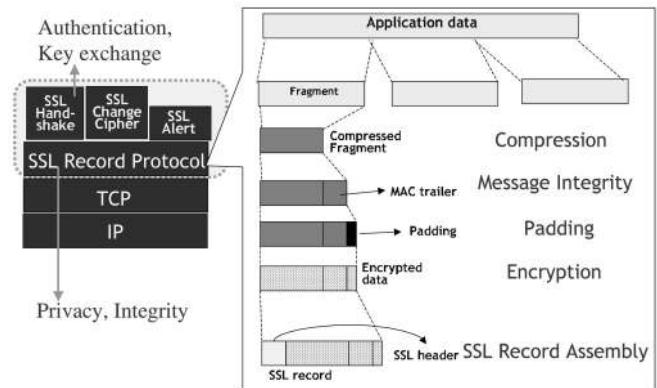 Authentication,
Key exchange
SSL
Hand-
shake
SSL
Change
Cipher
SSL
Alert
SSL Record Protocol
TCP
IP
Privacy, Integrity
Application data
Fragment
Compressed
Fragment
Compression
MAC trailer
Message Integrity
Padding
Padding
Encrypted
data
Encryption
SSL header
SSL Record Assembly
SSL record